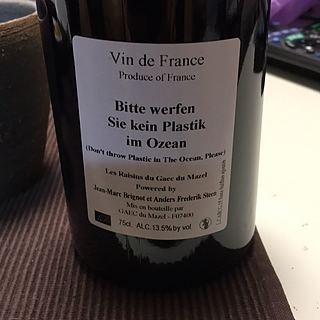 Vin de France
Produce of France
Bitte werfen
Sie kein Plastik
im Ozean
(Don't throw Plastic in The Ocean, Please)
Les Raisins du Gaec du Mazel
Powered by
Jean-Marc Brignot et Anders Frederik Steen
Mis en bouteille par
GAEC du Mazel - F07400
75cl. ALC.13.5% by vol